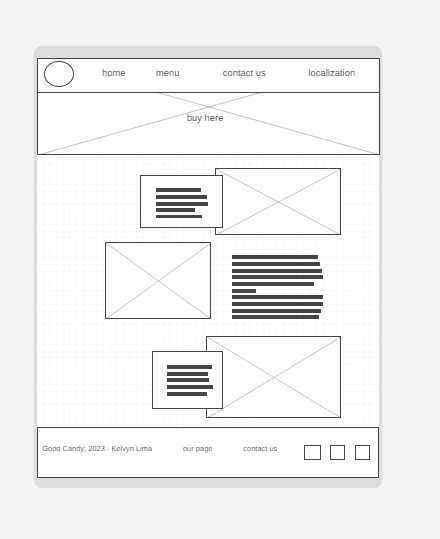 home menu contact us localization
buy here
Good Candy; 2023 - Kelvyn Lima our page contact us